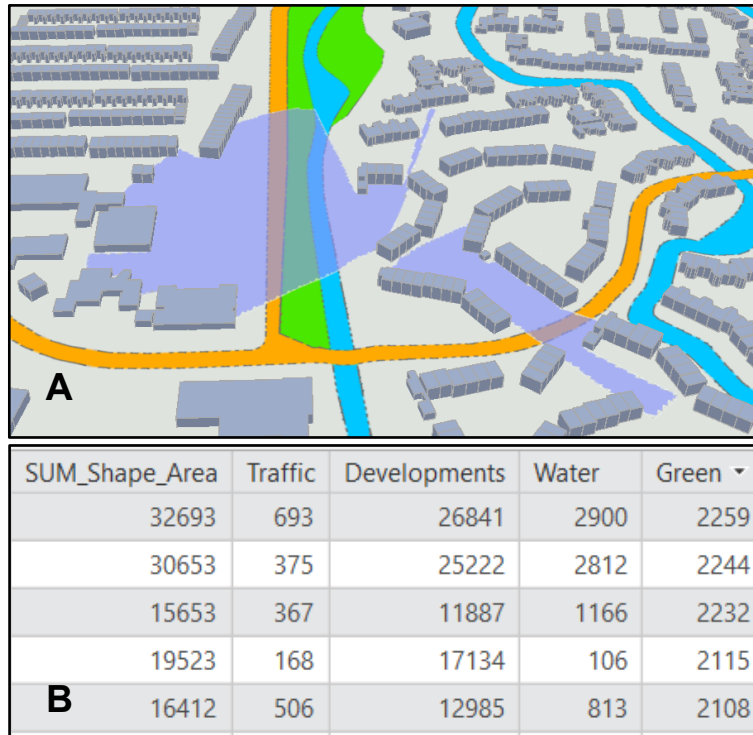 A
SUM_Shape_Area Traffic Developments Water Green
32693 693 26841 2900 2259
30653 375 25222 2812 2244
15653 367 11887 1166 2232
19523 168 17134 106 2115
16412 506 12985 813 2108
B